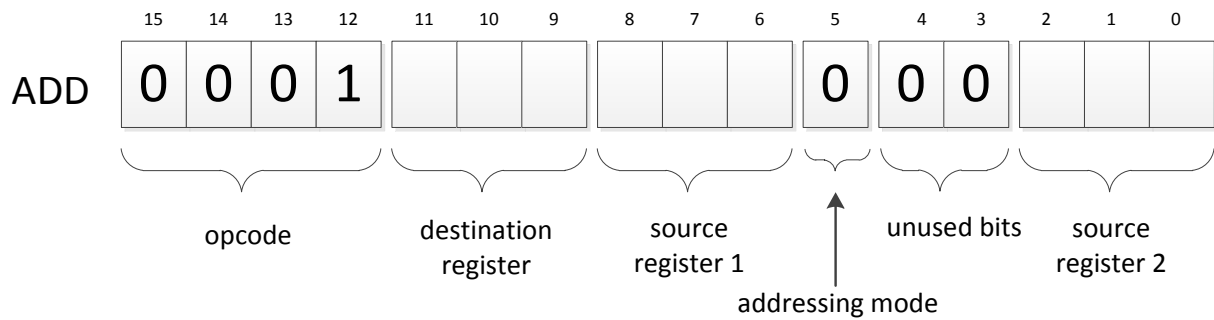 15 14 13 12 11 10 9 8 7 6 5 4 3 2 1 0
ADD 0 0 0 1 0 0 0
opcode
destination
register
source
register 1
addressing mode
unused bits
source
register 2